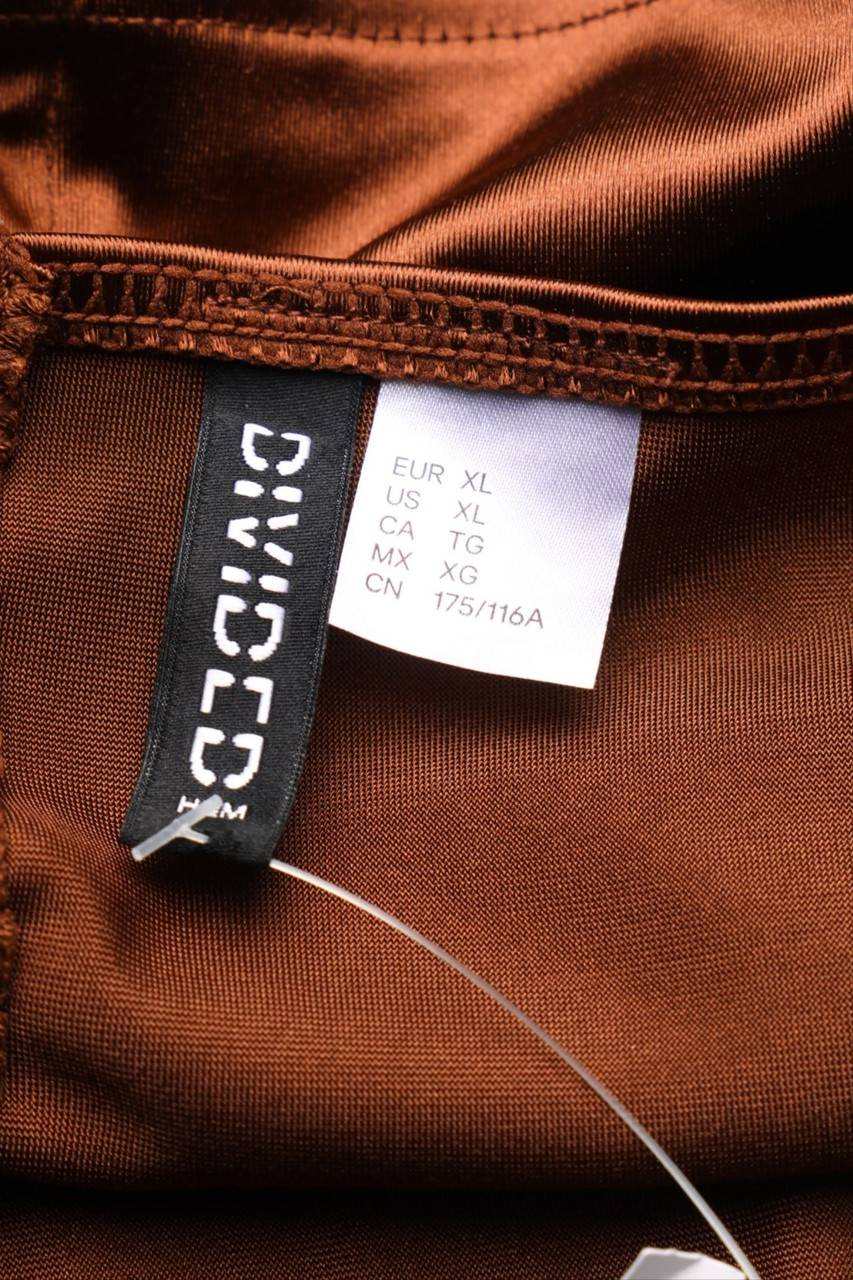 DIVIDED
H&M
EUR XL
US XL
CA TG
MX XG
CN 175/116A